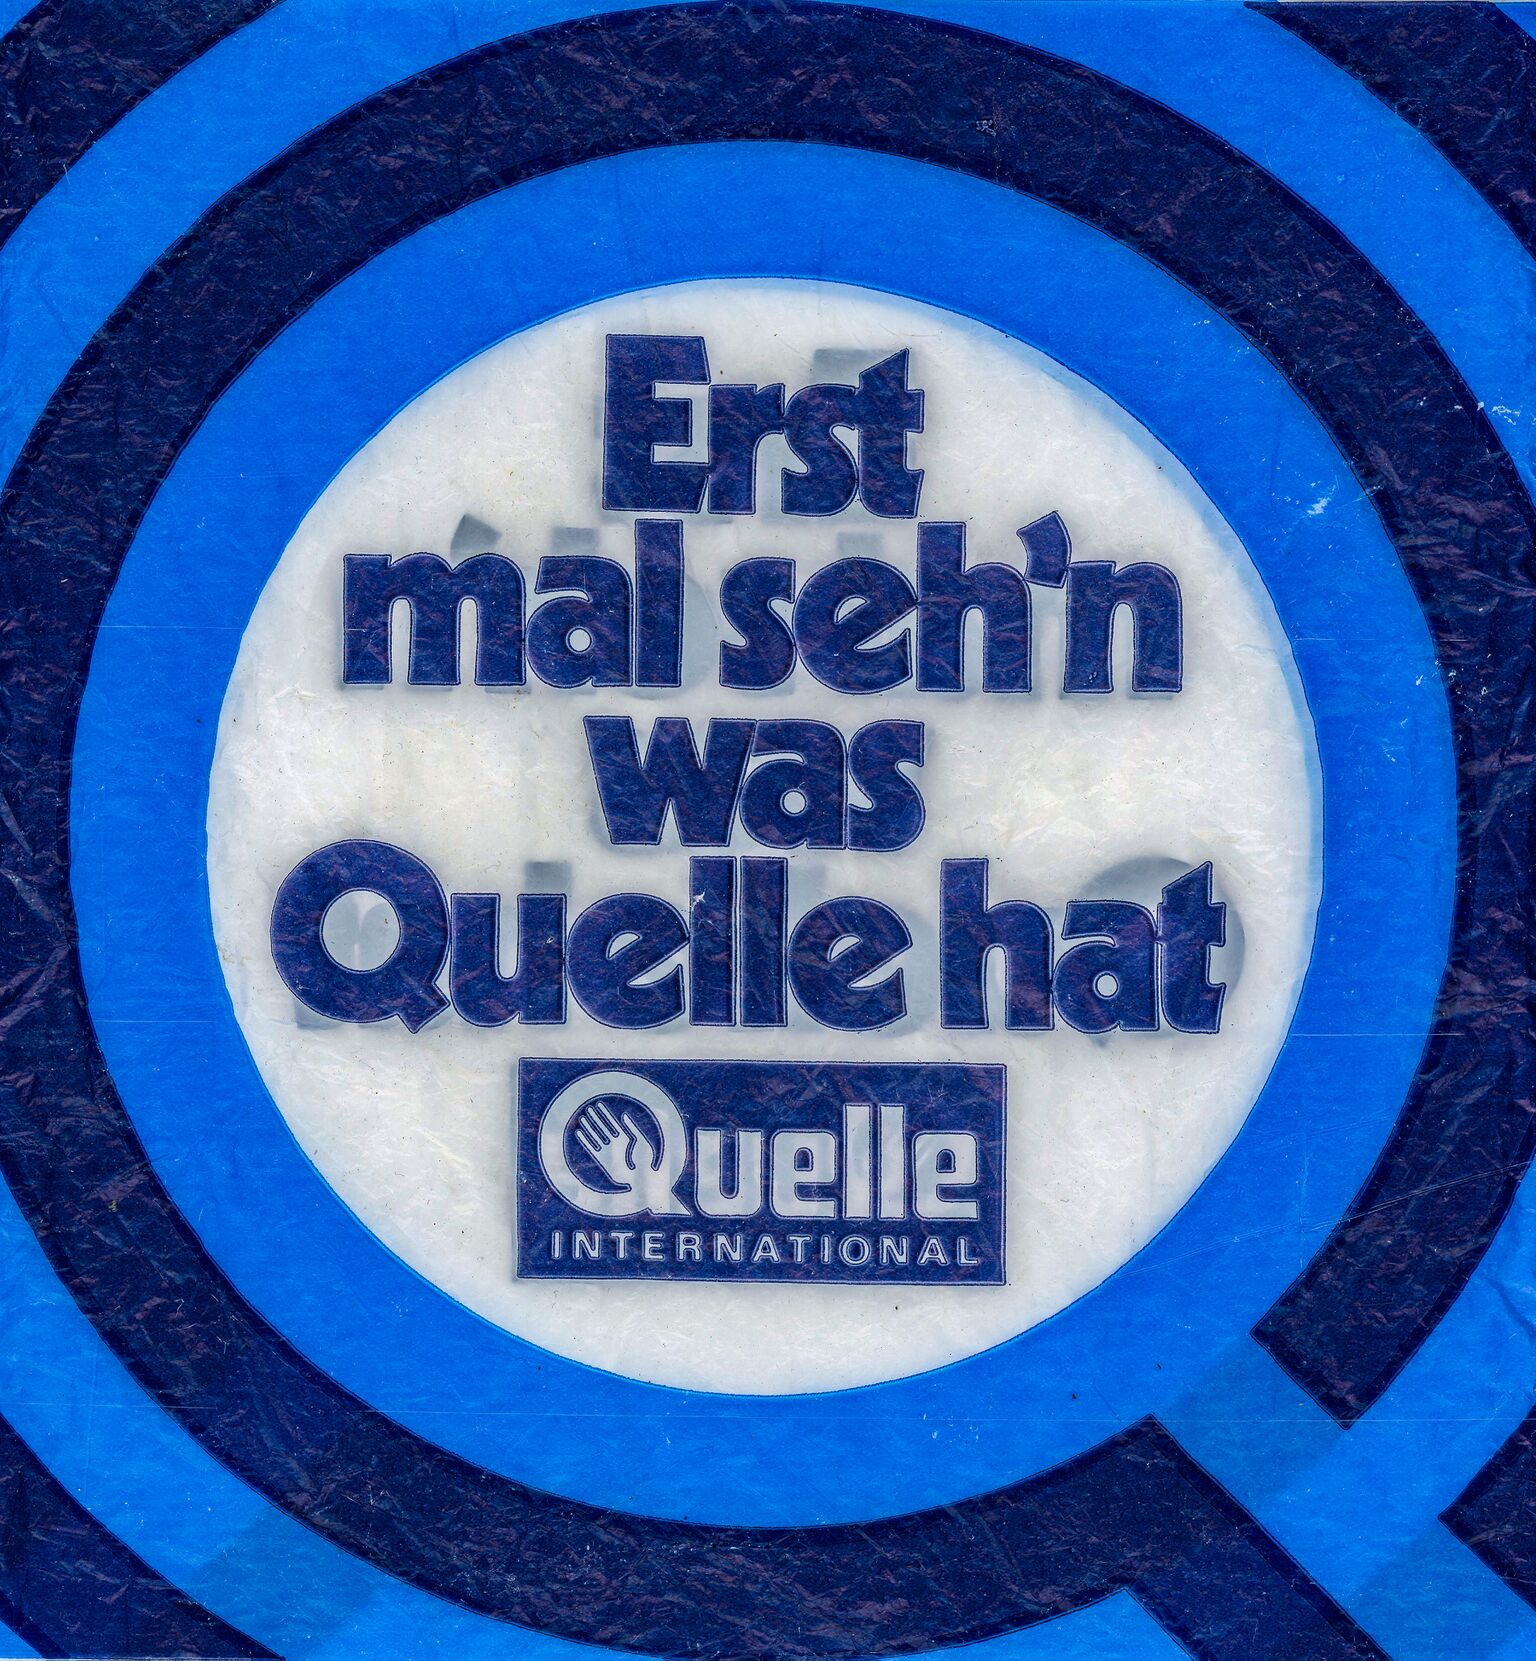 Erst
mal seh'n
was
Quelle hat
Quelle
INTERNATIONAL